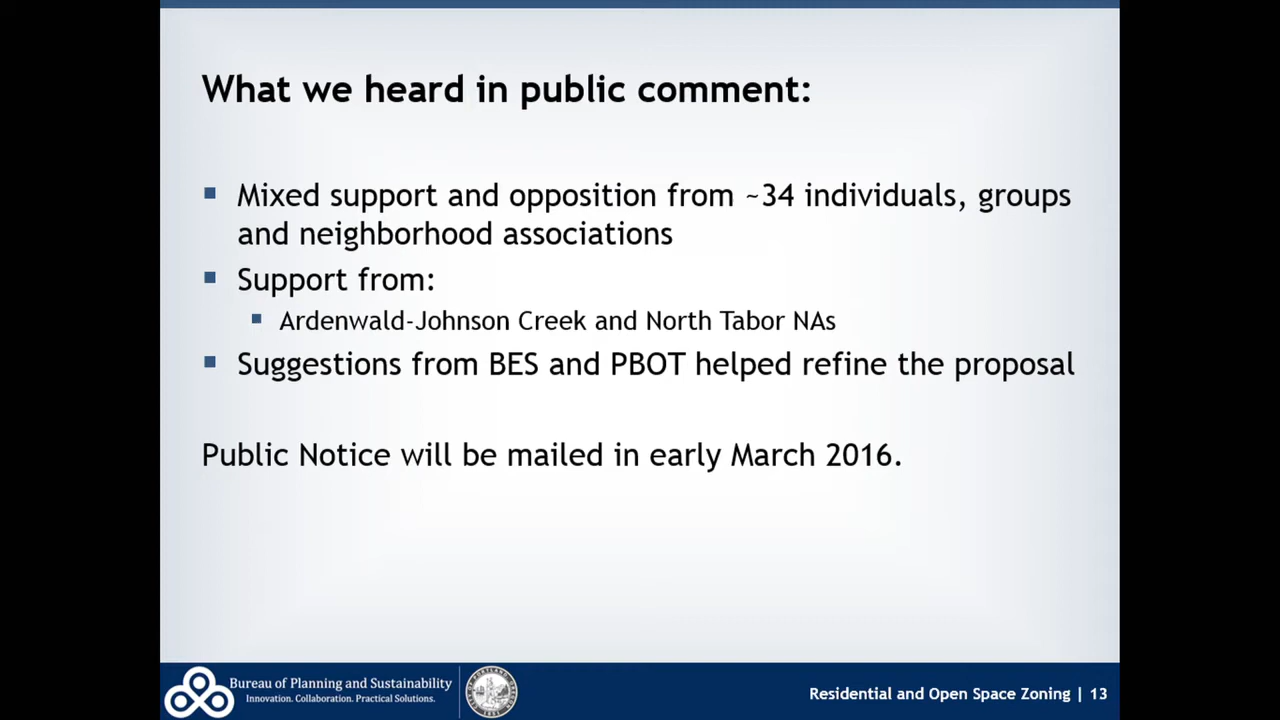 What we heard in public comment:
Mixed support and opposition from ~34 individuals, groups
and neighborhood associations
Support from:
Ardenwald-Johnson Creek and North Tabor NAs
Suggestions from BES and PBOT helped refine the proposal
Public Notice will be mailed in early March 2016.
Bureau of Planning and Sustainability
Innovation. Collaboration. Practical Solutions.
Residential and Open Space Zoning | 13